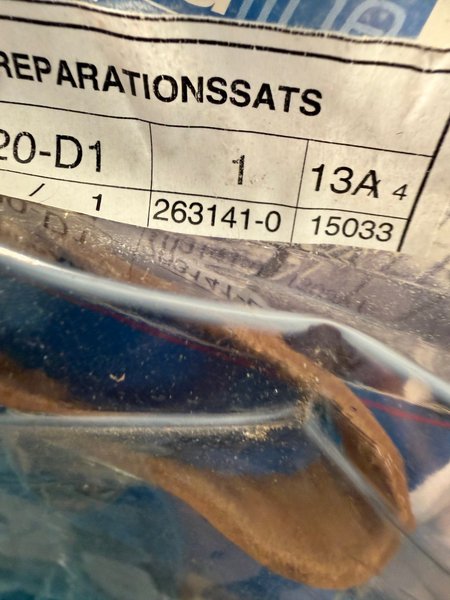 REPARATIONSSATS
20-D1 1 13A 4
/ 1 263141-0 15033